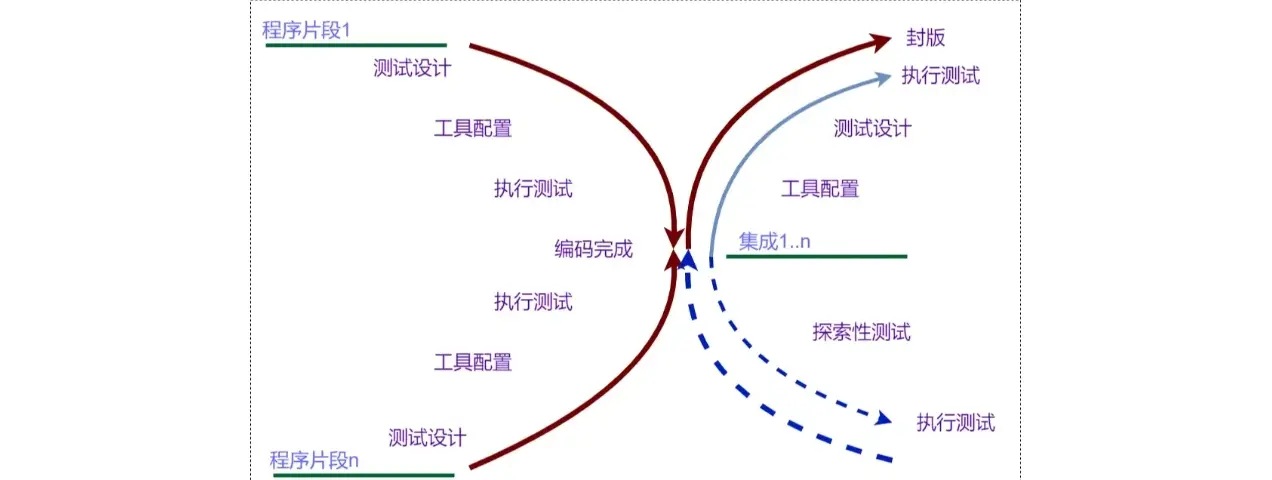 程序片段1
测试设计
工具配置
执行测试
编码完成
执行测试
工具配置
测试设计
程序片段n
封版
执行测试
测试设计
工具配置
集成1..n
探索性测试
执行测试